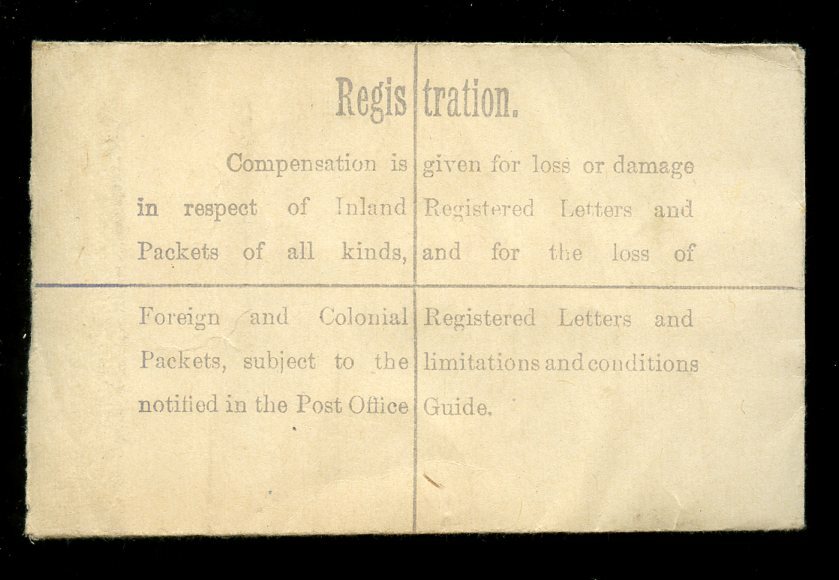 Registration.
Compensation is given for loss or damage
in respect of Inland Registered Letters and
Packets of all kinds, and for the loss of
Foreign and Colonial Registered Letters and
Packets, subject to the limitations and conditions
notified in the Post Office Guide.